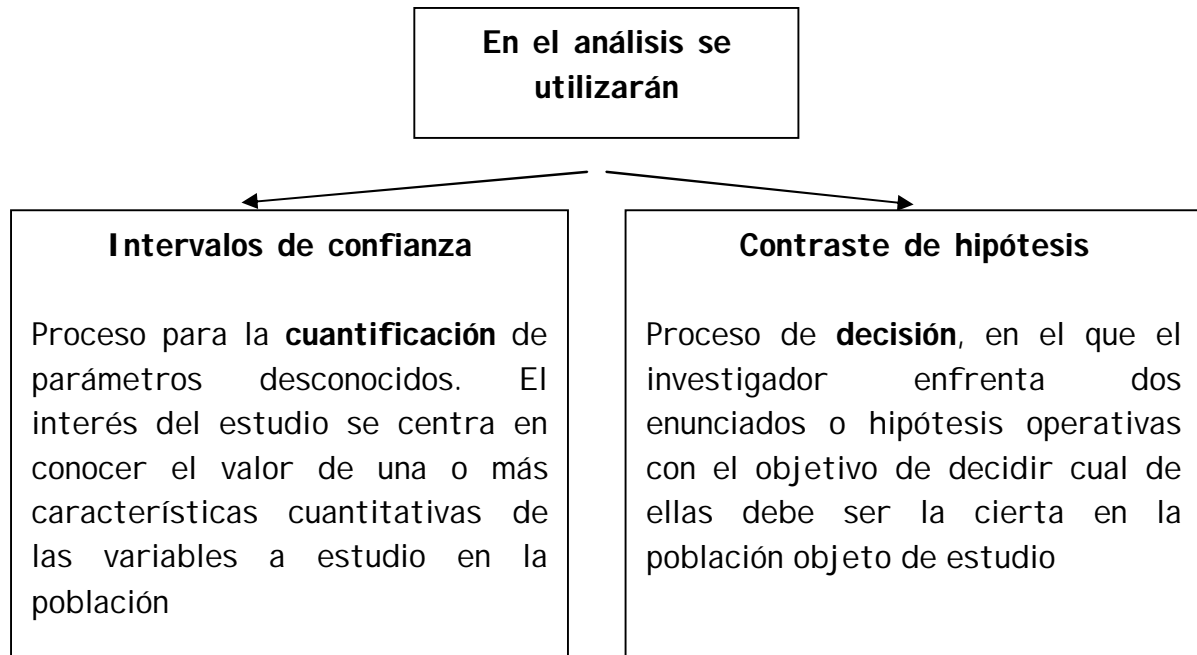 En el análisis se
utilizarán
Intervalos de confianza
Proceso para la cuantificación de
parámetros desconocidos. El
interés del estudio se centra en
conocer el valor de una o más
características cuantitativas de
las variables a estudio en la
población
Contraste de hipótesis
Proceso de decisión, en el que el
investigador enfrenta dos
enunciados o hipótesis operativas
con el objetivo de decidir cual de
ellas debe ser la cierta en la
población objeto de estudio